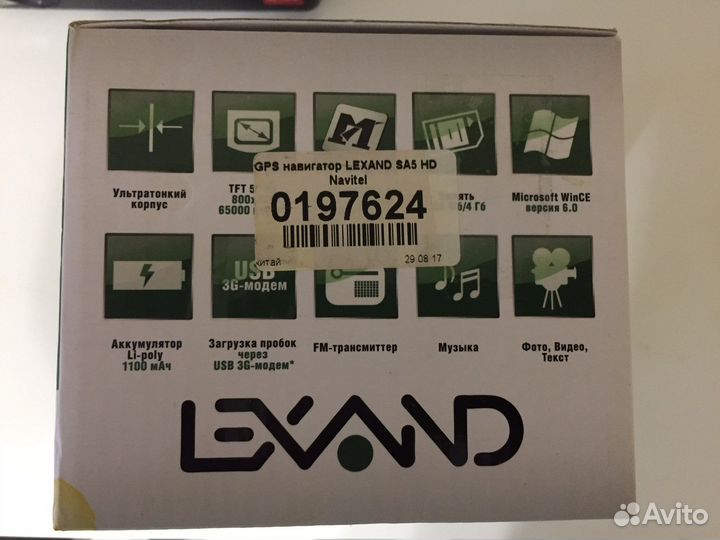 GPS навигатор LEXAND SA5 HD
Navitel
0197624
китай
29 08 17
Ультратонкий
корпус
TFT 5
800x
65000
4 Гб
Microsoft WinCE
версия 6.0
USB
3G-модем
Аккумулятор
Li-poly
1100 мАч
Загрузка пробок
через
USB 3G-модем*
FM-трансмиттер
Музыка
Фото, Видео,
Текст
LEXAND
Avito